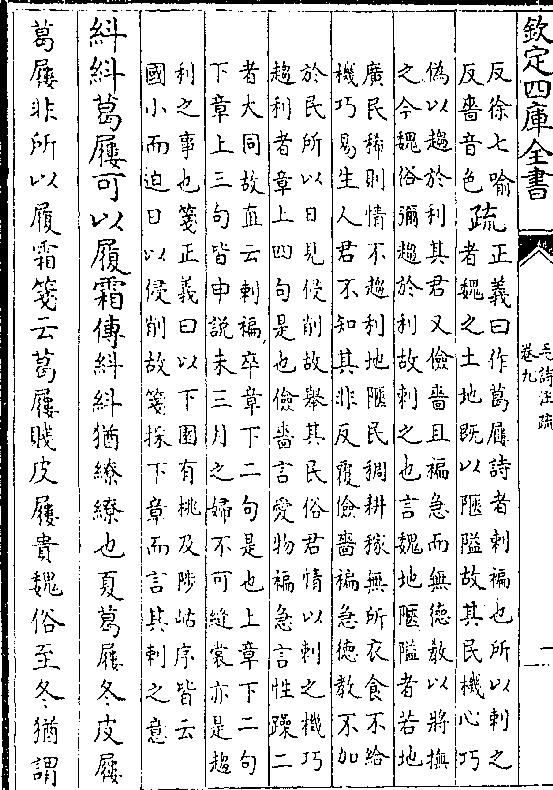 欽定四庫全書
毛詩注疏
卷九
一
反徐七喻
反嗇音色
疏
正義曰作葛屨詩者刺褊也所以刺之
者魏之土地既以陿隘故其民機心巧
偽以趨於利其君又儉嗇且褊急而無德教以將撫
之今魏俗彌趨於利故刺之也言魏地陿隘者若地
廣民稀則情不趨利地陿民稠耕稼無所衣食不給
機巧易生人君不知其非反覆儉嗇褊急德教不加
於民所以日見侵削故舉其民俗君情以刺之機巧
趨利者章上四句是也儉嗇言愛物褊急言性躁二
者大同故直云刺褊卒章下二句是也上章下二句
下章上三句皆申說未三月之婦不可縫裳亦是趨
利之事也箋正義曰以下園有桃及陟岵序皆云
國小而迫日以侵削故箋採下章而言其刺之意
糾糾葛屨可以履霜傳糾糾猶繚繚也夏葛屨冬皮屨
葛屨非所以履霜箋云葛屨賤皮屨貴魏俗至冬猶謂